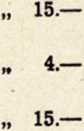 „ 15.—
„ 4.—
„ 15.—